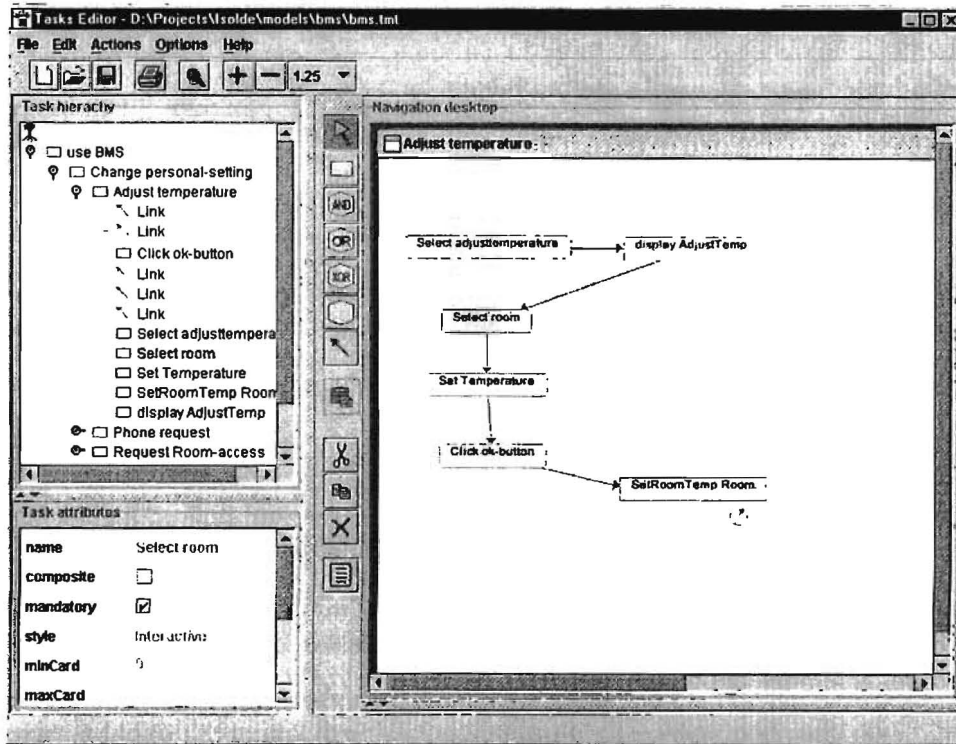 Tasks Editor - D:\Projects\Isolde\models\bms\bms.tmt
File Edit Actions Options Help
1.25
Task hierachy
use BMS
Change personal-setting
Adjust temperature
Link
Link
Click ok-button
Link
Link
Link
Select adjusttempera
Select room
Set Temperature
SetRoomTemp Room
display AdjustTemp
Phone request
Request Room-access
Task attributes
name Select room
composite
mandatory
style Interactive
minCard
maxCard
AND
OR
XOR
Navigation desktop
Adjust temperature
Select adjusttemperature
display AdjustTemp
Select room
Set Temperature
Click ok-button
SetRoomTemp Room